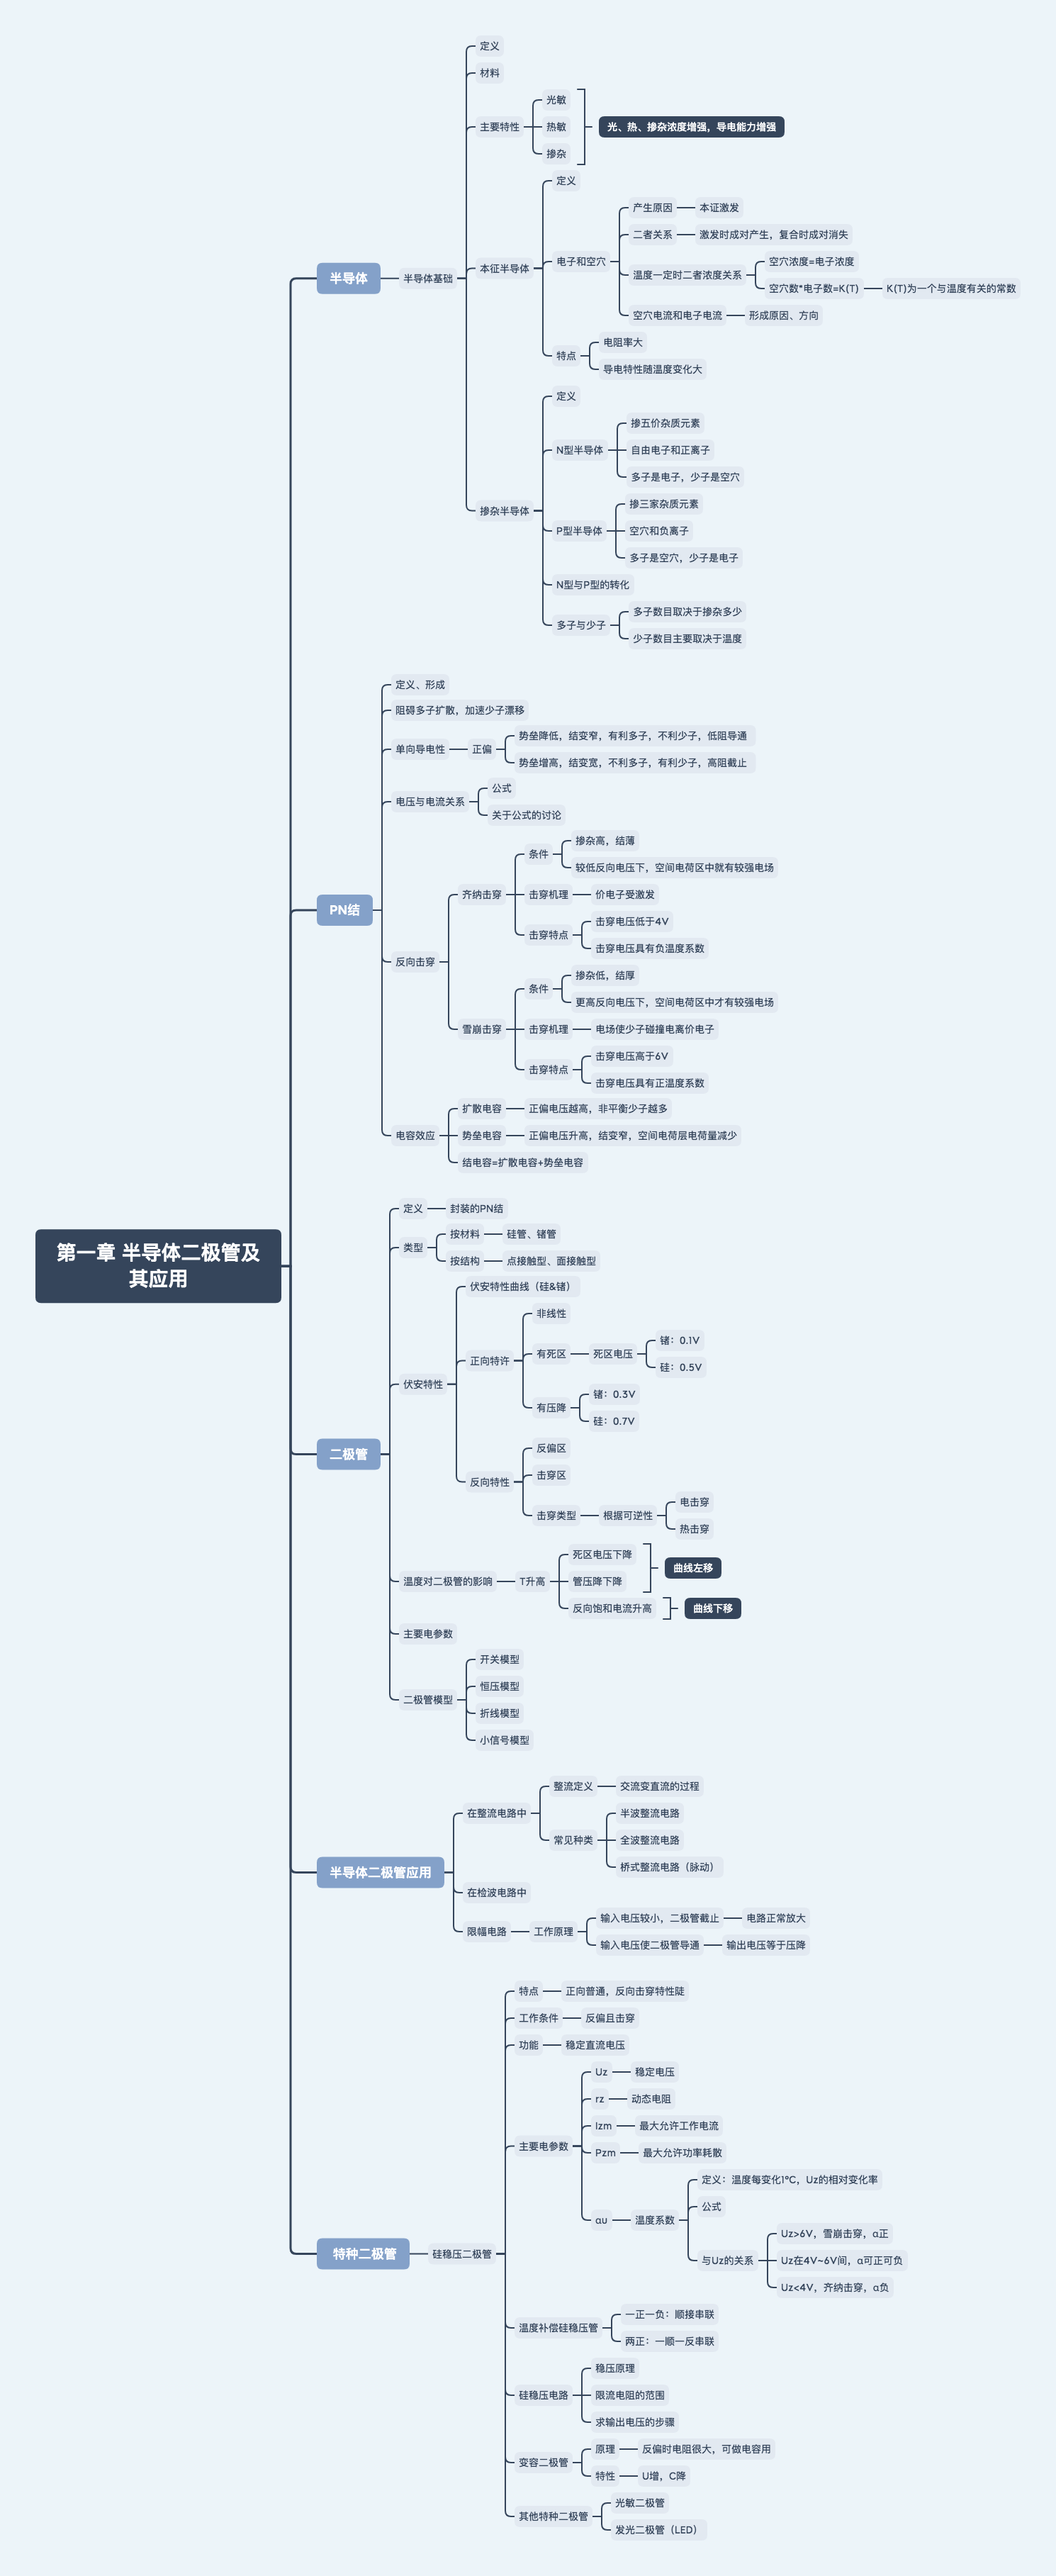 第一章 半导体二极管及
其应用
半导体
半导体基础
定义
材料
主要特性
光敏
热敏
掺杂
光、热、掺杂浓度增强，导电能力增强
本征半导体
定义
电子和空穴
产生原因
本证激发
二者关系
激发时成对产生，复合时成对消失
温度一定时二者浓度关系
空穴浓度=电子浓度
空穴数*电子数=K(T)
K(T)为一个与温度有关的常数
空穴电流和电子电流
形成原因、方向
特点
电阻率大
导电特性随温度变化大
掺杂半导体
定义
N型半导体
掺五价杂质元素
自由电子和正离子
多子是电子，少子是空穴
P型半导体
掺三家杂质元素
空穴和负离子
多子是空穴，少子是电子
N型与P型的转化
多子与少子
多子数目取决于掺杂多少
少子数目主要取决于温度
PN结
定义、形成
阻碍多子扩散，加速少子漂移
单向导电性
正偏
势垒降低，结变窄，有利多子，不利少子，低阻导通
势垒增高，结变宽，不利多子，有利少子，高阻截止
电压与电流关系
公式
关于公式的讨论
反向击穿
齐纳击穿
条件
掺杂高，结薄
较低反向电压下，空间电荷区中就有较强电场
击穿机理
价电子受激发
击穿特点
击穿电压低于4V
击穿电压具有负温度系数
雪崩击穿
条件
掺杂低，结厚
更高反向电压下，空间电荷区中才有较强电场
击穿机理
电场使少子碰撞电离价电子
击穿特点
击穿电压高于6V
击穿电压具有正温度系数
电容效应
扩散电容
正偏电压越高，非平衡少子越多
势垒电容
正偏电压升高，结变窄，空间电荷层电荷量减少
结电容=扩散电容+势垒电容
二极管
定义
封装的PN结
类型
按材料
硅管、锗管
按结构
点接触型、面接触型
伏安特性
伏安特性曲线（硅&锗）
正向特许
非线性
有死区
死区电压
锗：0.1V
硅：0.5V
有压降
锗：0.3V
硅：0.7V
反向特性
反偏区
击穿区
击穿类型
根据可逆性
电击穿
热击穿
温度对二极管的影响
T升高
死区电压下降
管压降下降
曲线左移
反向饱和电流升高
曲线下移
主要电参数
二极管模型
开关模型
恒压模型
折线模型
小信号模型
半导体二极管应用
在整流电路中
整流定义
交流变直流的过程
常见种类
半波整流电路
全波整流电路
桥式整流电路（脉动）
在检波电路中
限幅电路
工作原理
输入电压较小，二极管截止
电路正常放大
输入电压使二极管导通
输出电压等于压降
特种二极管
硅稳压二极管
特点
正向普通，反向击穿特性陡
工作条件
反偏且击穿
功能
稳定直流电压
主要电参数
Uz
稳定电压
rz
动态电阻
Izm
最大允许工作电流
Pzm
最大允许功率耗散
αu
温度系数
定义：温度每变化1℃，Uz的相对变化率
公式
与Uz的关系
Uz>6V，雪崩击穿，α正
Uz在4V~6V间，α可正可负
Uz<4V，齐纳击穿，α负
温度补偿硅稳压管
一正一负：顺接串联
两正：一顺一反串联
硅稳压电路
稳压原理
限流电阻的范围
求输出电压的步骤
变容二极管
原理
反偏时电阻很大，可做电容用
特性
U增，C降
其他特种二极管
光敏二极管
发光二极管（LED）